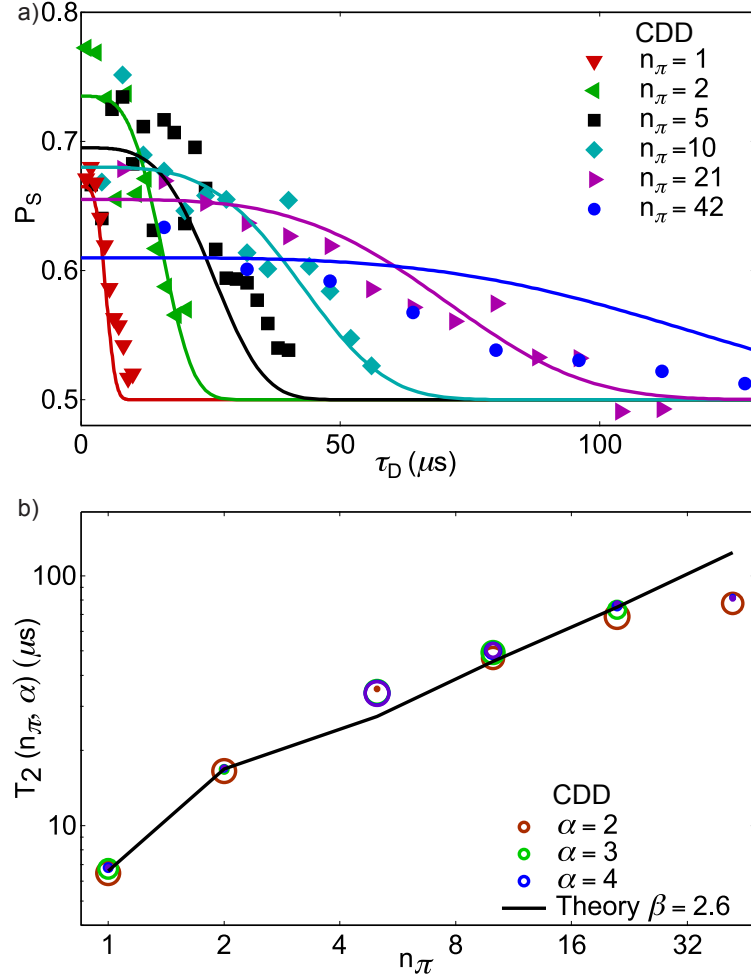 a)
0.8
0.7
0.6
0.5
P_S
CDD
n_π = 1
n_π = 2
n_π = 5
n_π = 10
n_π = 21
n_π = 42
0
50
100
τ_D (μs)
b)
100
10
T_2 (n_π, α) (μs)
CDD
α = 2
α = 3
α = 4
Theory β = 2.6
1
2
4
8
16
32
n_π